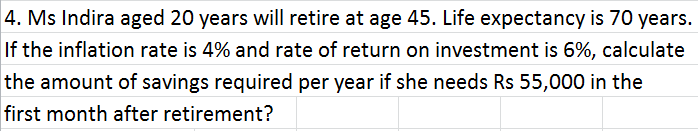 4. Ms Indira aged 20 years will retire at age 45. Life expectancy is 70 years.
If the inflation rate is 4% and rate of return on investment is 6%, calculate
the amount of savings required per year if she needs Rs 55,000 in the
first month after retirement?